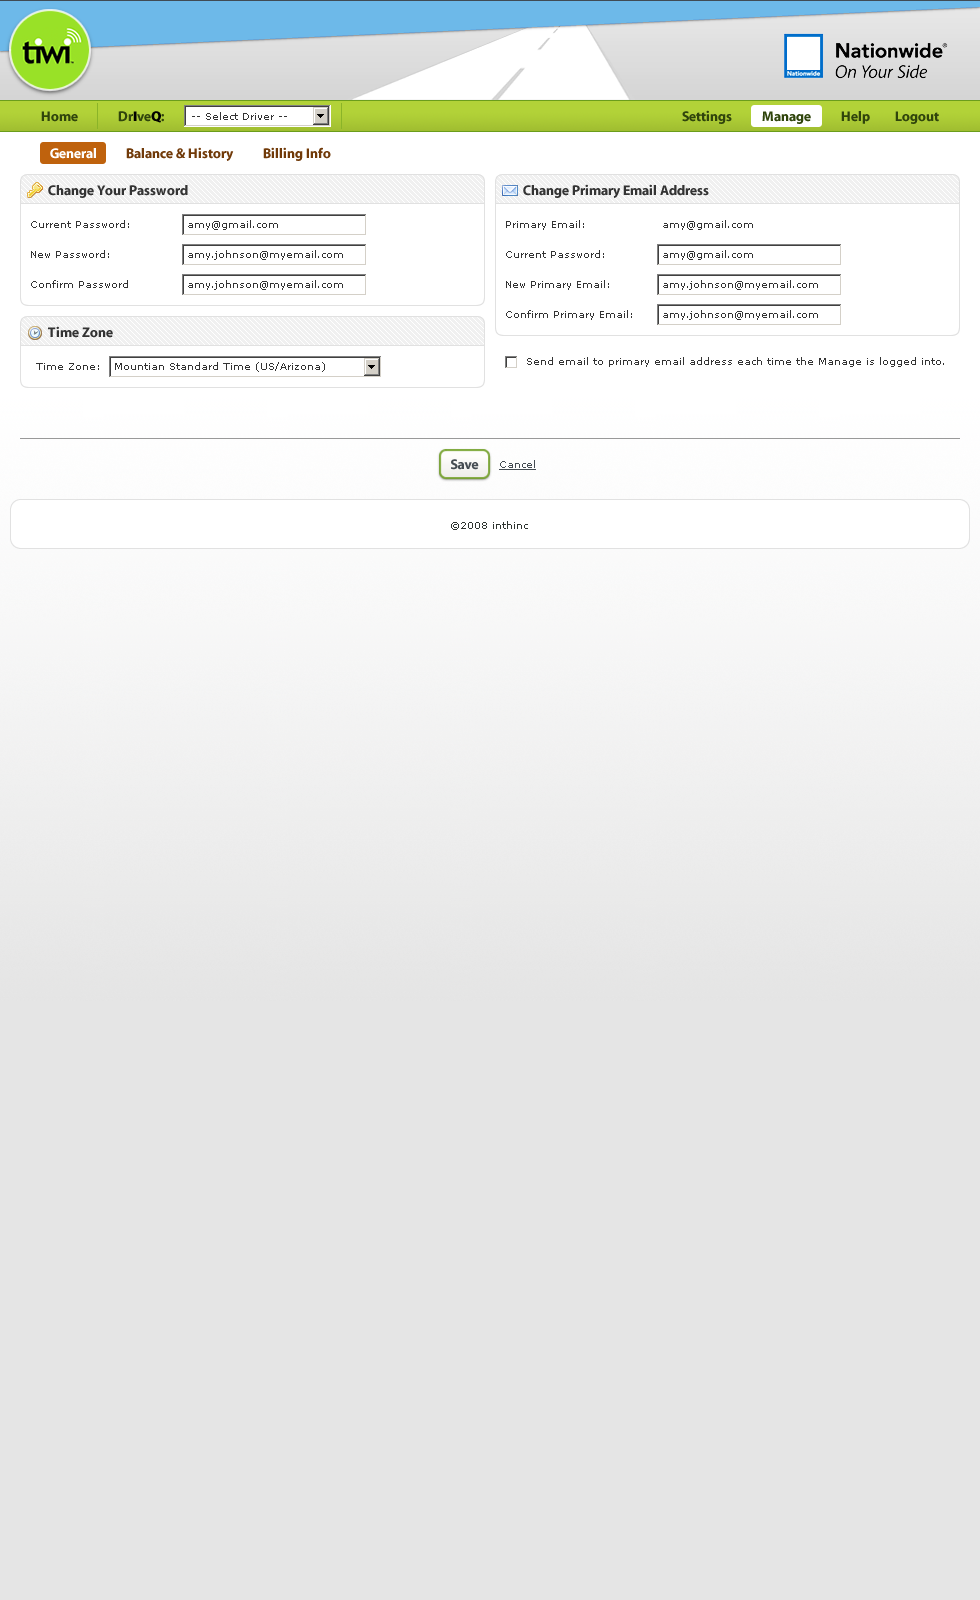 tiwi
Nationwide®
On Your Side
Nationwide
Home
DrIveQ:
-- Select Driver --
Settings
Manage
Help
Logout
General
Balance & History
Billing Info
Change Your Password
Current Password:
amy@gmail.com
New Password:
amy.johnson@myemail.com
Confirm Password
amy.johnson@myemail.com
Time Zone
Time Zone:
Mountian Standard Time (US/Arizona)
Change Primary Email Address
Primary Email:
amy@gmail.com
Current Password:
amy@gmail.com
New Primary Email:
amy.johnson@myemail.com
Confirm Primary Email:
amy.johnson@myemail.com
Send email to primary email address each time the Manage is logged into.
Save
Cancel
©2008 inthinc